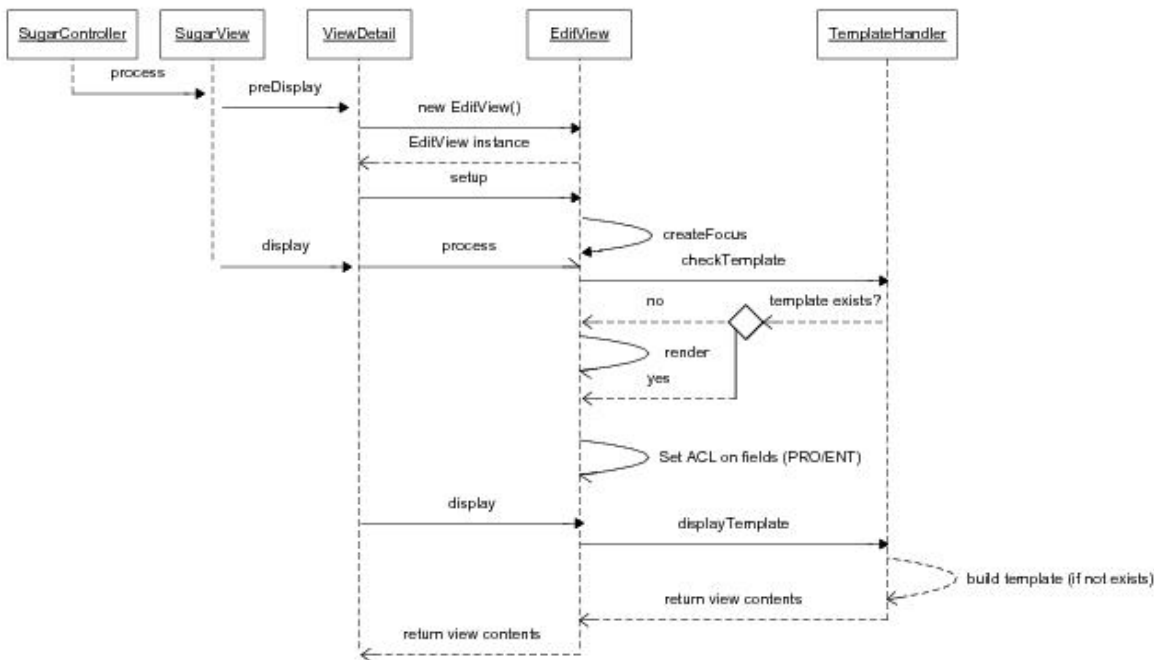 SugarController
SugarView
ViewDetail
EditView
TemplateHandler
process
preDisplay
new EditView()
EditView instance
setup
createFocus
display
process
checkTemplate
no
template exists?
render
yes
Set ACL on fields (PRO/ENT)
display
displayTemplate
build template (if not exists)
return view contents
return view contents